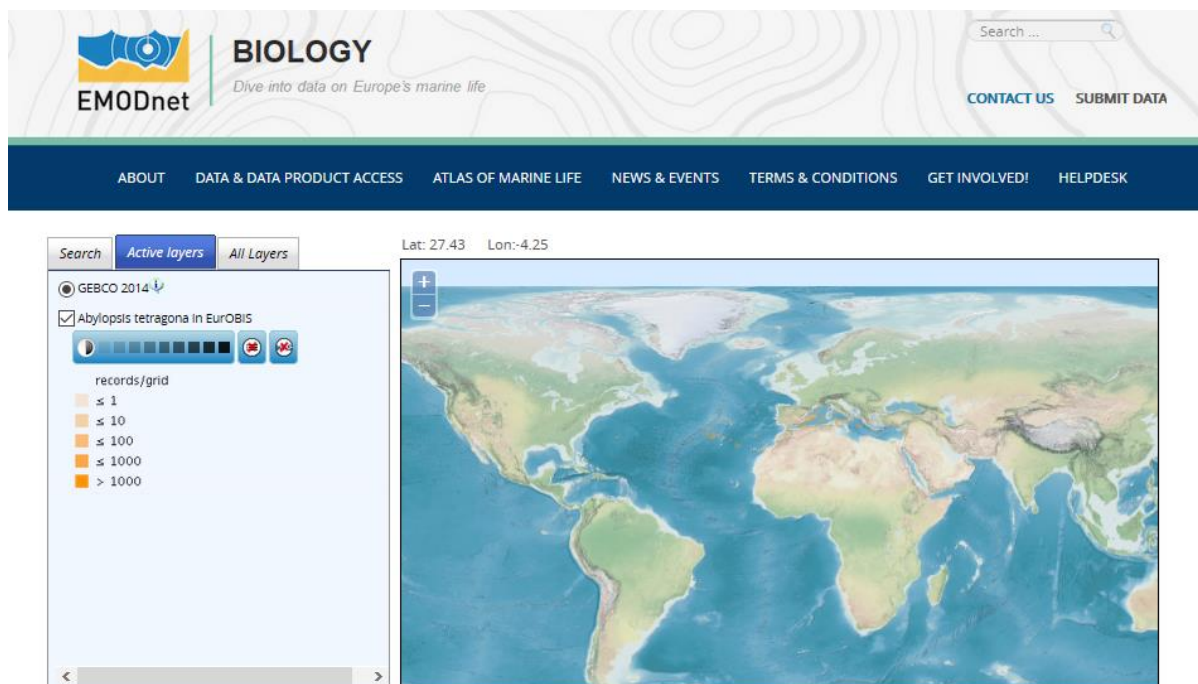 EMODnet
BIOLOGY
Dive into data on Europe's marine life
Search ...
CONTACT US SUBMIT DATA
ABOUT DATA & DATA PRODUCT ACCESS ATLAS OF MARINE LIFE NEWS & EVENTS TERMS & CONDITIONS GET INVOLVED! HELPDESK
Search Active layers All Layers
Lat: 27.43 Lon:-4.25
GEBCO 2014
Abylopsis tetragona in EurOBIS
records/grid
≤ 1
≤ 10
≤ 100
≤ 1000
> 1000